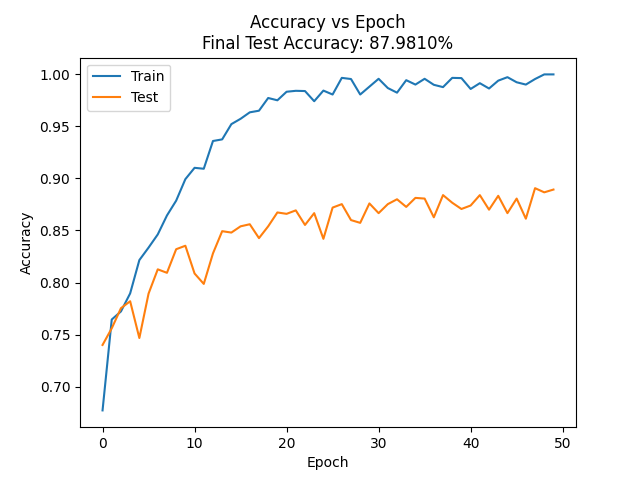 Accuracy vs Epoch
Final Test Accuracy: 87.9810%
Train
Test
1.00
0.95
0.90
0.85
0.80
0.75
0.70
Accuracy
0 10 20 30 40 50
Epoch